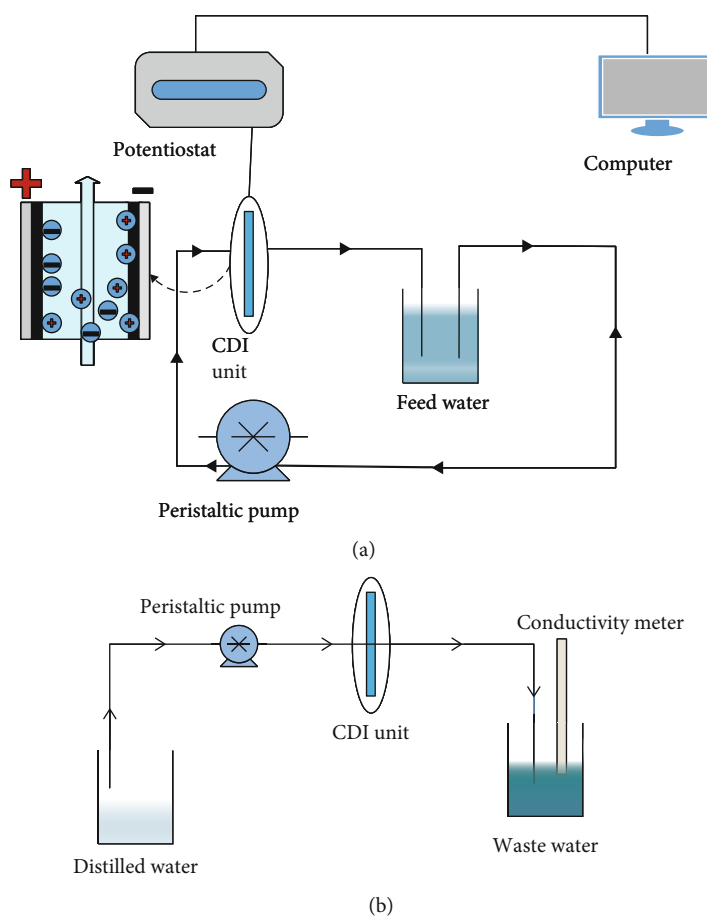 Potentiostat
Computer
CDI
unit
Feed water
Peristaltic pump
(a)
Peristaltic pump
Conductivity meter
CDI unit
Distilled water
Waste water
(b)